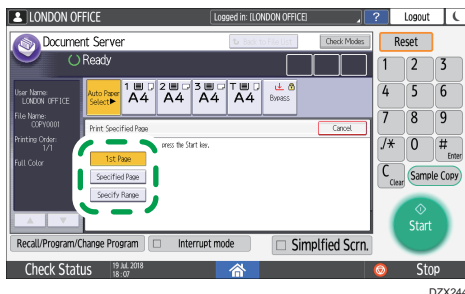 LONDON OFFICE
Logged in: [LONDON OFFICE]
?
Logout
Document Server
Check Modes
Ready
Reset
User Name:
LONDON OFFICE
File Name:
COPY0001
Printing Order:
1/1
Full Color
Auto Paper
Select▶
1
A4
2
A4
3
A4
T
A4
Bypass
Print Specified Page
Cancel
press the Start key.
1st Page
Specified Page
Specify Range
1
2
3
4
5
6
7
8
9
./*
0
#
Enter
C
Clear
Sample Copy
Start
Recall/Program/Change Program
Interrupt mode
Simplfied Scrn.
Check Status
19 Jul. 2018
18:07
Stop
DZX244